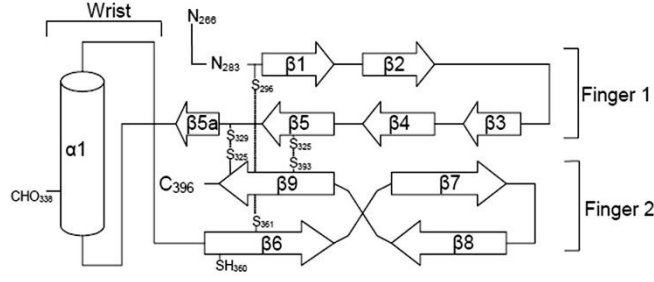 Wrist
N266
N283
β1
β2
S296
Finger 1
β5a
β5
β4
β3
α1
S329
S325
S325
S393
C396
β9
β7
CHO338
S361
Finger 2
β6
β8
SH360